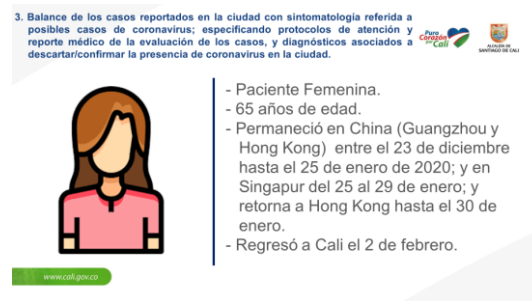 3. Balance de los casos reportados en la ciudad con sintomatología referida a
posibles casos de coronavirus; especificando protocolos de atención y
reporte médico de la evaluación de los casos, y diagnósticos asociados a
descartar/confirmar la presencia de coronavirus en la ciudad.
Puro
Corazón
por Cali
ALCALDÍA DE
SANTIAGO DE CALI
- Paciente Femenina.
- 65 años de edad.
- Permaneció en China (Guangzhou y
Hong Kong) entre el 23 de diciembre
hasta el 25 de enero de 2020; y en
Singapur del 25 al 29 de enero; y
retorna a Hong Kong hasta el 30 de
enero.
- Regresó a Cali el 2 de febrero.
www.cali.gov.co